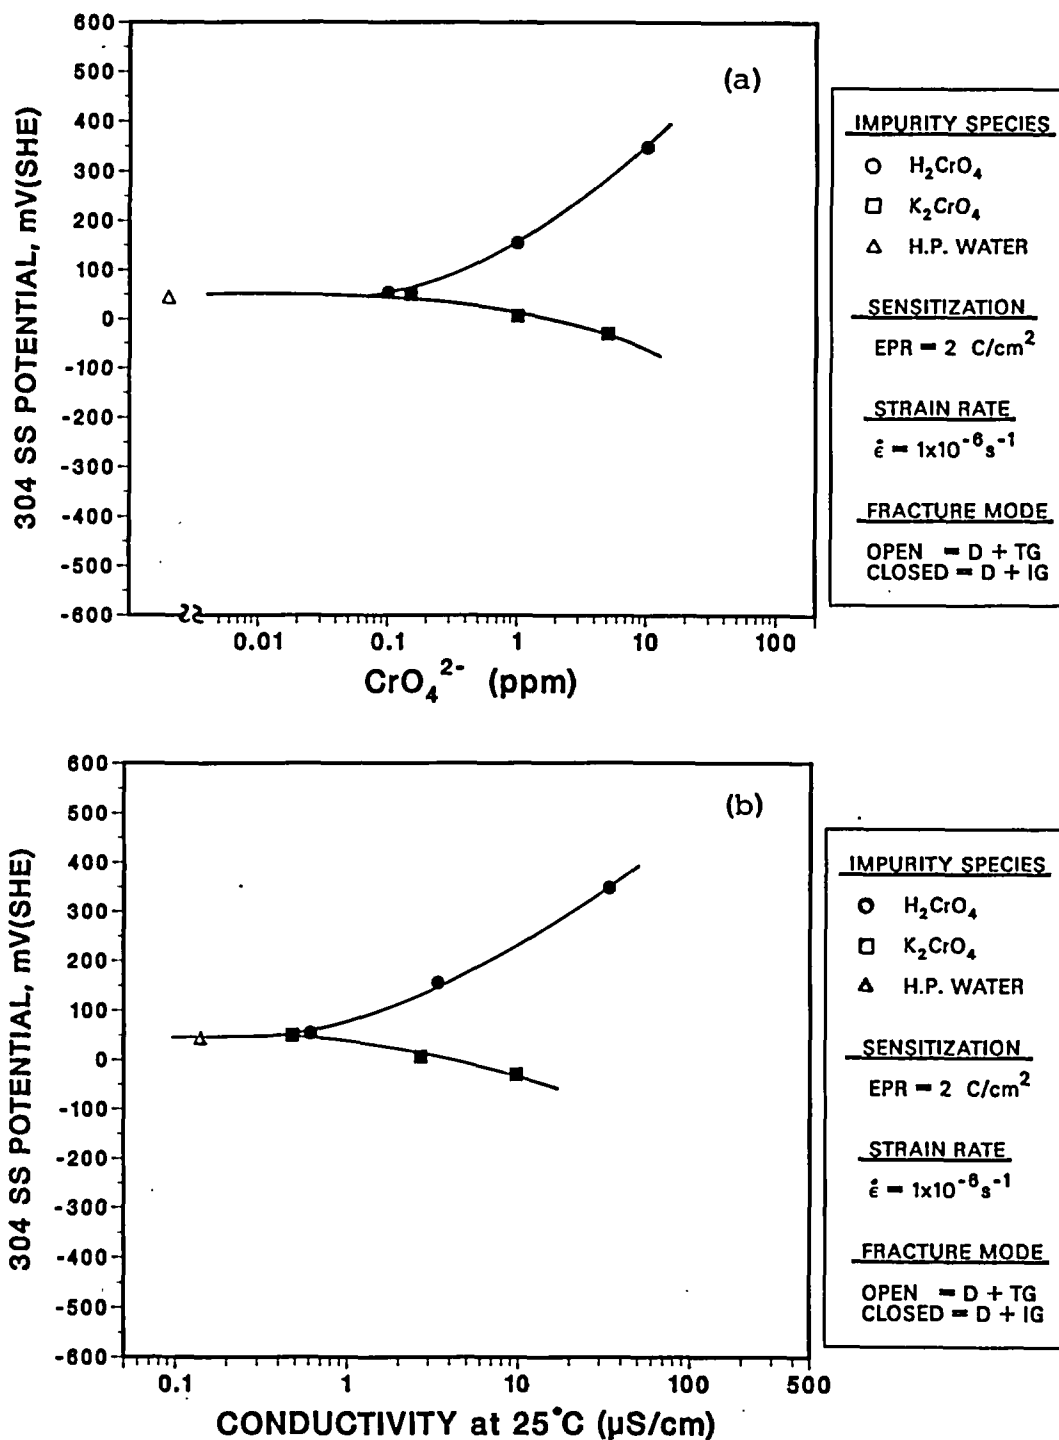 600
500
400
300
200
100
0
-100
-200
-300
-400
-500
-600
304 SS POTENTIAL, mV(SHE)
(a)
0.01 0.1 1 10 100
CrO₄²⁻ (ppm)
IMPURITY SPECIES
○ H₂CrO₄
□ K₂CrO₄
△ H.P. WATER
SENSITIZATION
EPR = 2 C/cm²
STRAIN RATE
ε̇ = 1x10⁻⁶s⁻¹
FRACTURE MODE
OPEN = D + TG
CLOSED = D + IG
600
500
400
300
200
100
0
-100
-200
-300
-400
-500
-600
304 SS POTENTIAL, mV(SHE)
(b)
0.1 1 10 100 500
CONDUCTIVITY at 25°C (µS/cm)
IMPURITY SPECIES
○ H₂CrO₄
□ K₂CrO₄
△ H.P. WATER
SENSITIZATION
EPR = 2 C/cm²
STRAIN RATE
ε̇ = 1x10⁻⁶s⁻¹
FRACTURE MODE
OPEN = D + TG
CLOSED = D + IG